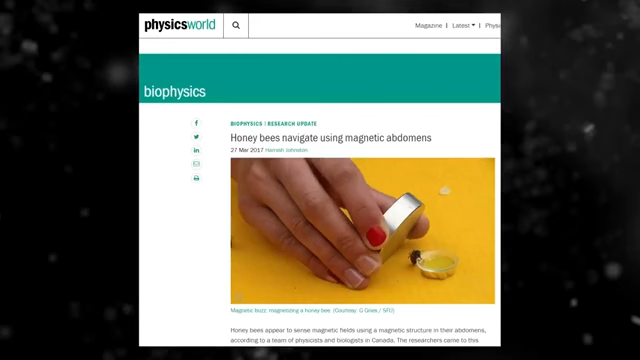 physicsworld
Magazine | Latest | Physi
biophysics
BIOPHYSICS | RESEARCH UPDATE
Honey bees navigate using magnetic abdomens
27 Mar 2017 Hamish Johnston
Magnetic buzz: magnetizing a honey bee. (Courtesy: G Gries / SFU)
Honey bees appear to sense magnetic fields using a magnetic structure in their abdomens,
according to a team of physicists and biologists in Canada. The researchers came to this